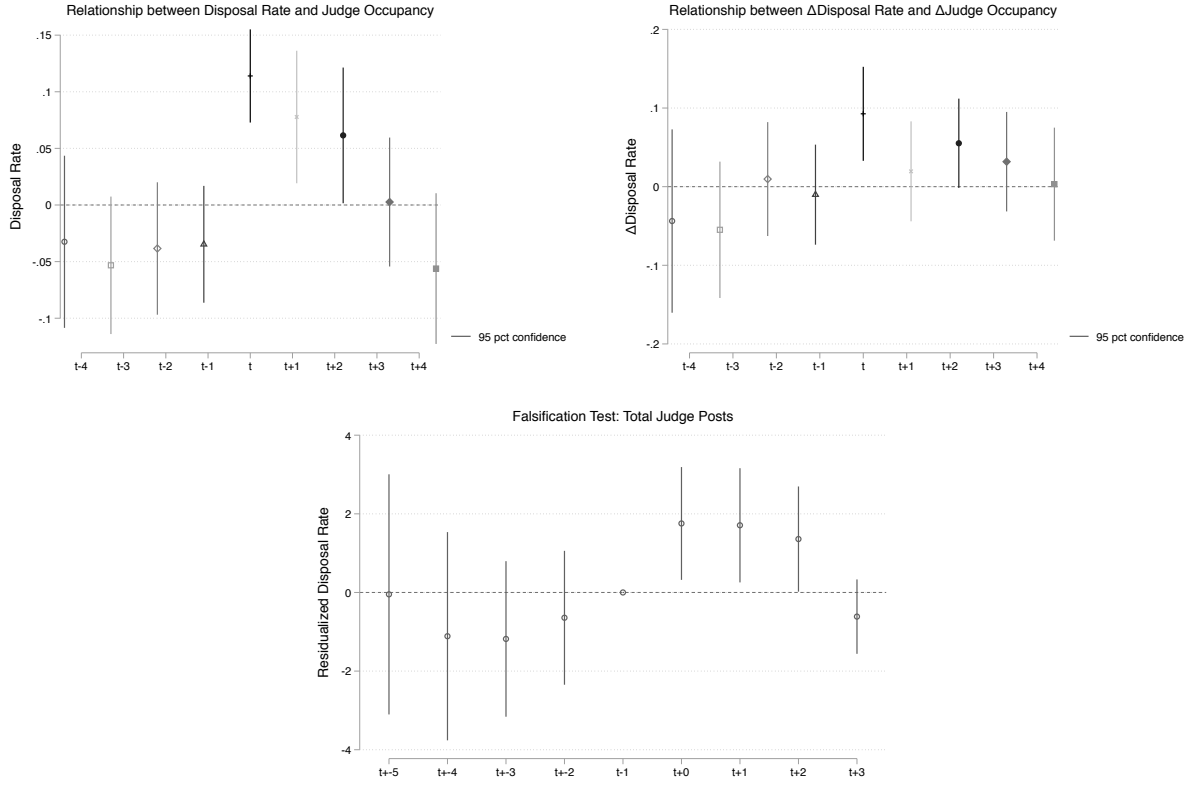 Relationship between Disposal Rate and Judge Occupancy
Disposal Rate
.15
.1
.05
0
-.05
-.1
t-4 t-3 t-2 t-1 t t+1 t+2 t+3 t+4
95 pct confidence
Relationship between ΔDisposal Rate and ΔJudge Occupancy
ΔDisposal Rate
.2
.1
0
-.1
-.2
t-4 t-3 t-2 t-1 t t+1 t+2 t+3 t+4
95 pct confidence
Falsification Test: Total Judge Posts
Residualized Disposal Rate
4
2
0
-2
-4
t+-5 t+-4 t+-3 t+-2 t-1 t+0 t+1 t+2 t+3